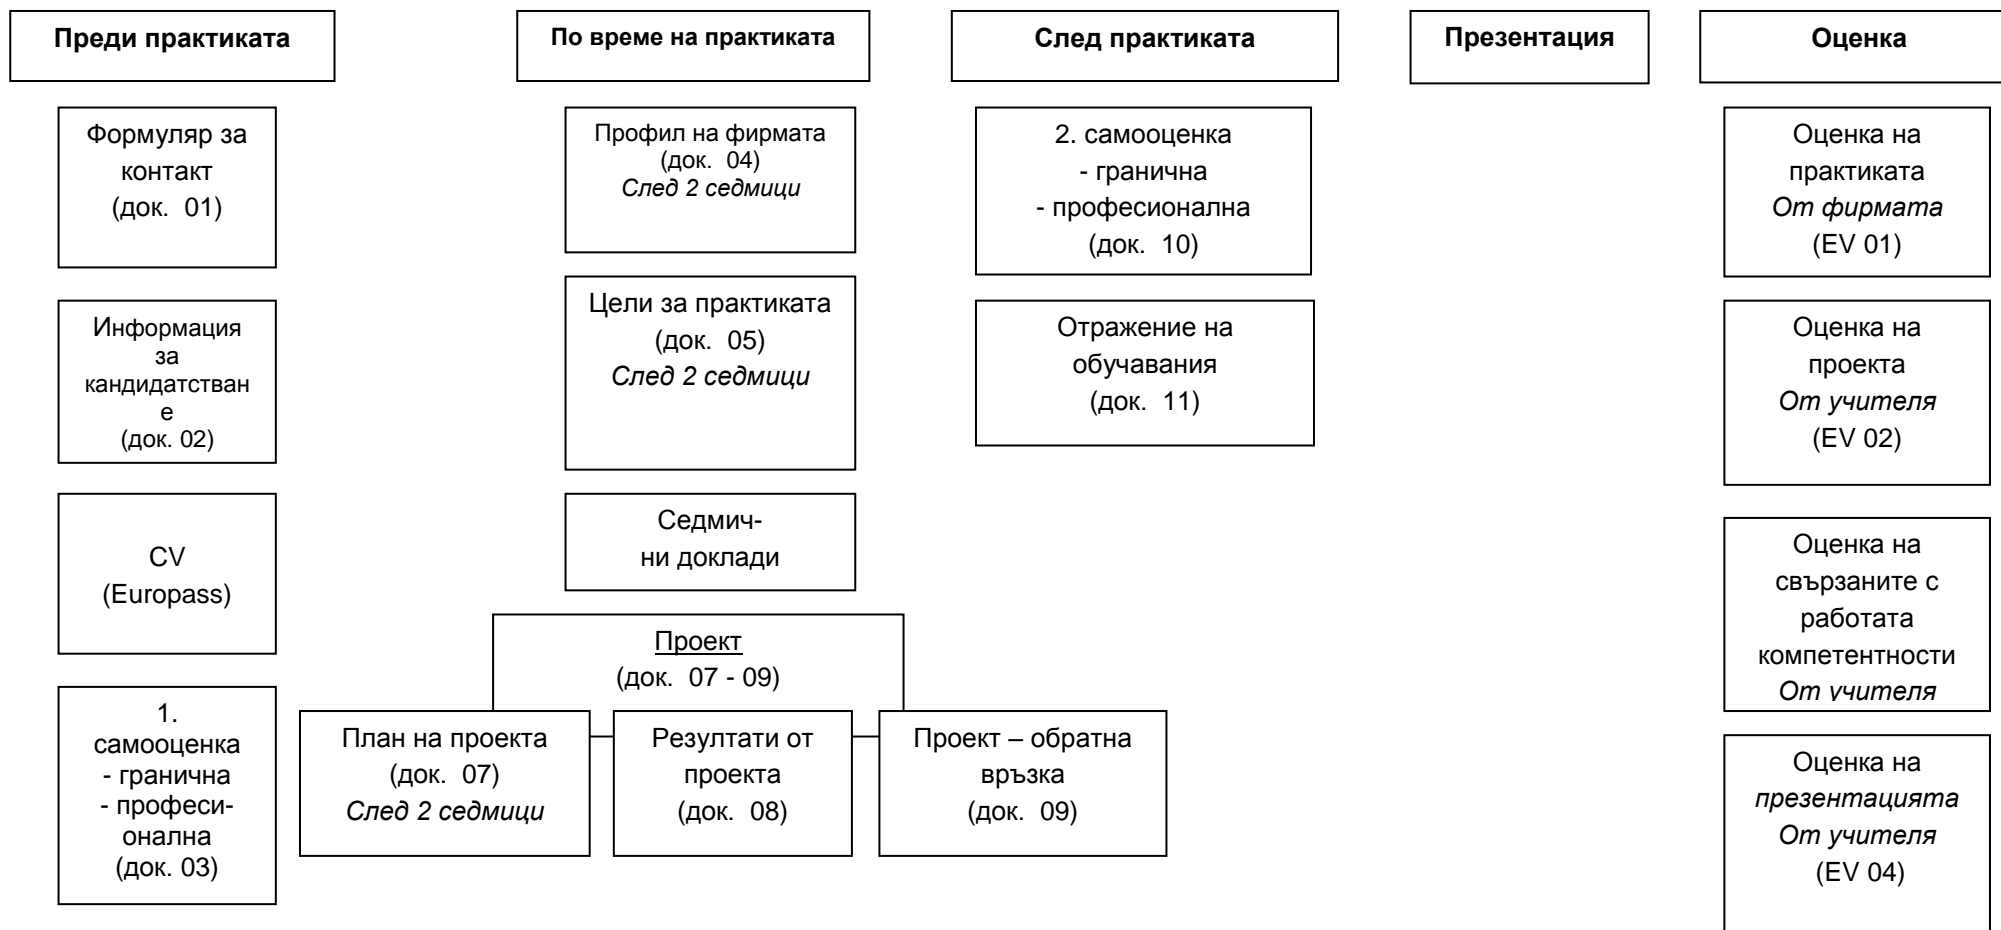 Преди практиката
По време на практиката
След практиката
Презентация
Оценка
Формуляр за
контакт
(док. 01)
Информация
за
кандидатстван
е
(док. 02)
CV
(Europass)
1.
самооценка
- гранична
- професи-
онална
(док. 03)
Профил на фирмата
(док. 04)
След 2 седмици
Цели за практиката
(док. 05)
След 2 седмици
Седмич-
ни доклади
Проект
(док. 07 - 09)
План на проекта
(док. 07)
След 2 седмици
Резултати от
проекта
(док. 08)
Проект – обратна
връзка
(док. 09)
2. самооценка
- гранична
- професионална
(док. 10)
Отражение на
обучавания
(док. 11)
Оценка на
практиката
От фирмата
(EV 01)
Оценка на
проекта
От учителя
(EV 02)
Оценка на
свързаните с
работата
компетентности
От учителя
Оценка на
презентацията
От учителя
(EV 04)